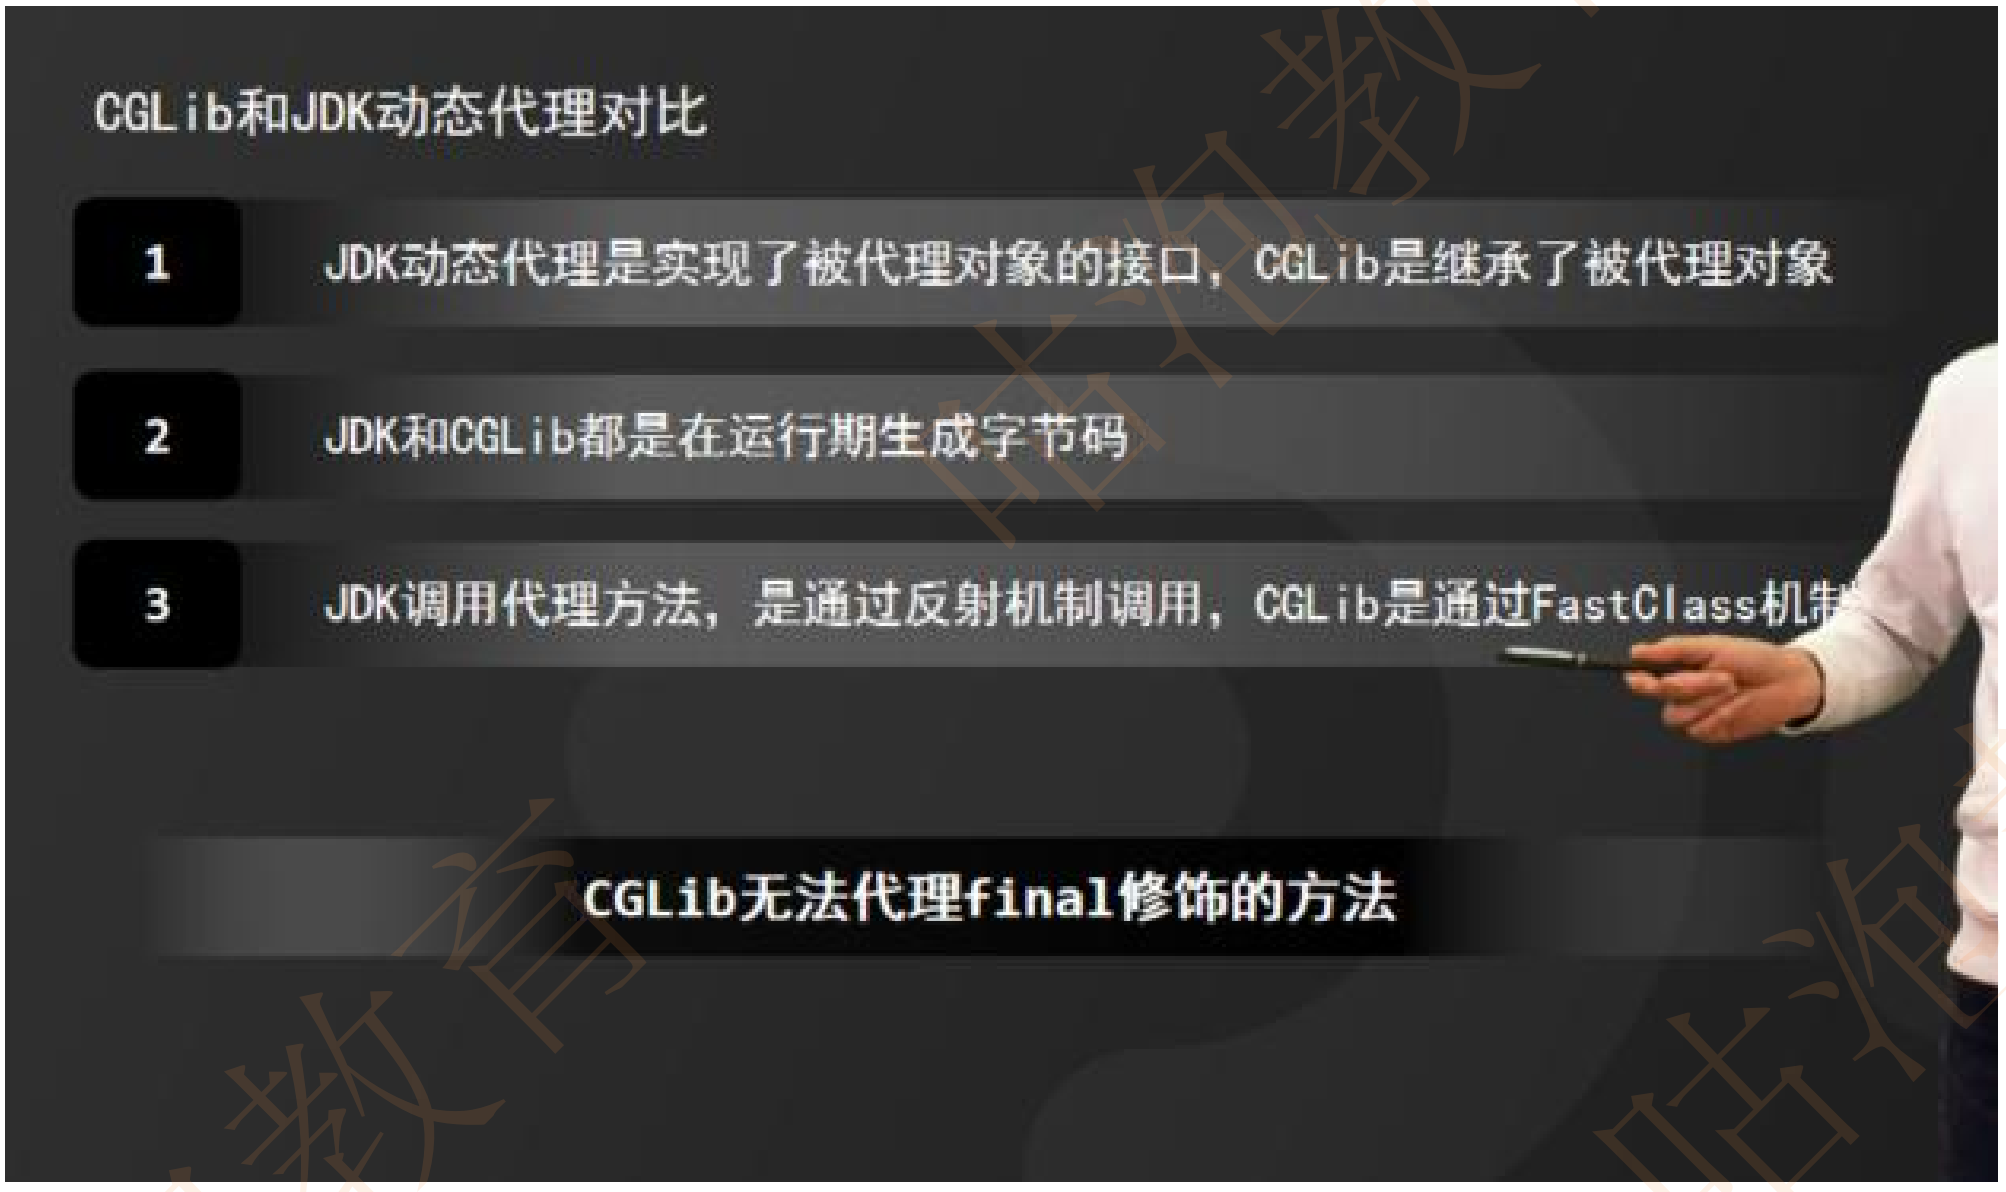 CGLib和JDK动态代理对比
1 JDK动态代理是实现了被代理对象的接口，CGLib是继承了被代理对象
2 JDK和CGLib都是在运行期生成字节码
3 JDK调用代理方法，是通过反射机制调用，CGLib是通过FastClass机制
CGLib无法代理final修饰的方法
咕泡教
教育
咕泡